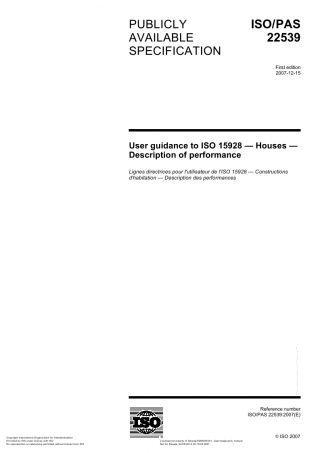 PUBLICLY
AVAILABLE
SPECIFICATION
ISO/PAS
22539
First edition
2007-12-15
User guidance to ISO 15928 — Houses —
Description of performance
Lignes directrices pour l'utilisateur de l'ISO 15928 — Constructions
d'habitation — Description des performances
Reference number
ISO/PAS 22539:2007(E)
ISO
© ISO 2007